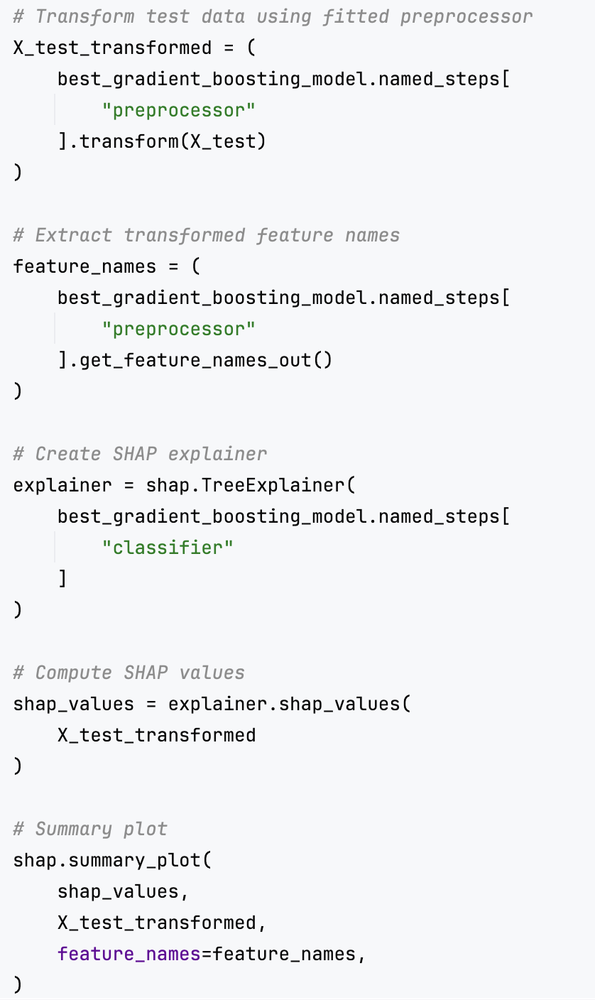 # Transform test data using fitted preprocessor
X_test_transformed = (
    best_gradient_boosting_model.named_steps[
        "preprocessor"
    ].transform(X_test)
)

# Extract transformed feature names
feature_names = (
    best_gradient_boosting_model.named_steps[
        "preprocessor"
    ].get_feature_names_out()
)

# Create SHAP explainer
explainer = shap.TreeExplainer(
    best_gradient_boosting_model.named_steps[
        "classifier"
    ]
)

# Compute SHAP values
shap_values = explainer.shap_values(
    X_test_transformed
)

# Summary plot
shap.summary_plot(
    shap_values,
    X_test_transformed,
    feature_names=feature_names,
)